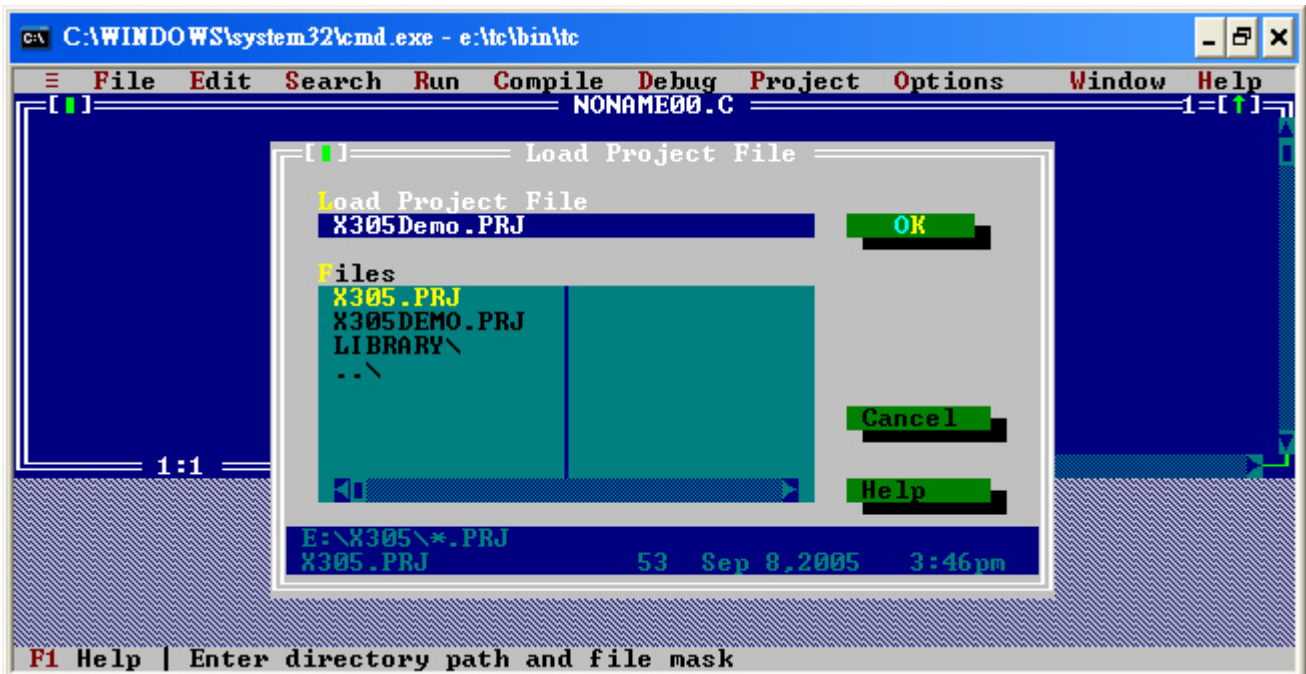 C:\WINDOWS\system32\cmd.exe - e:\tc\bin\tc
≡ File Edit Search Run Compile Debug Project Options Window Help
NONAME00.C 1=[↑]
Load Project File
Load Project File
X305Demo.PRJ
OK
Files
X305.PRJ
X305DEMO.PRJ
LIBRARY\
..\
Cancel
1:1
Help
E:\X305\*.PRJ
X305.PRJ 53 Sep 8,2005 3:46pm
F1 Help | Enter directory path and file mask